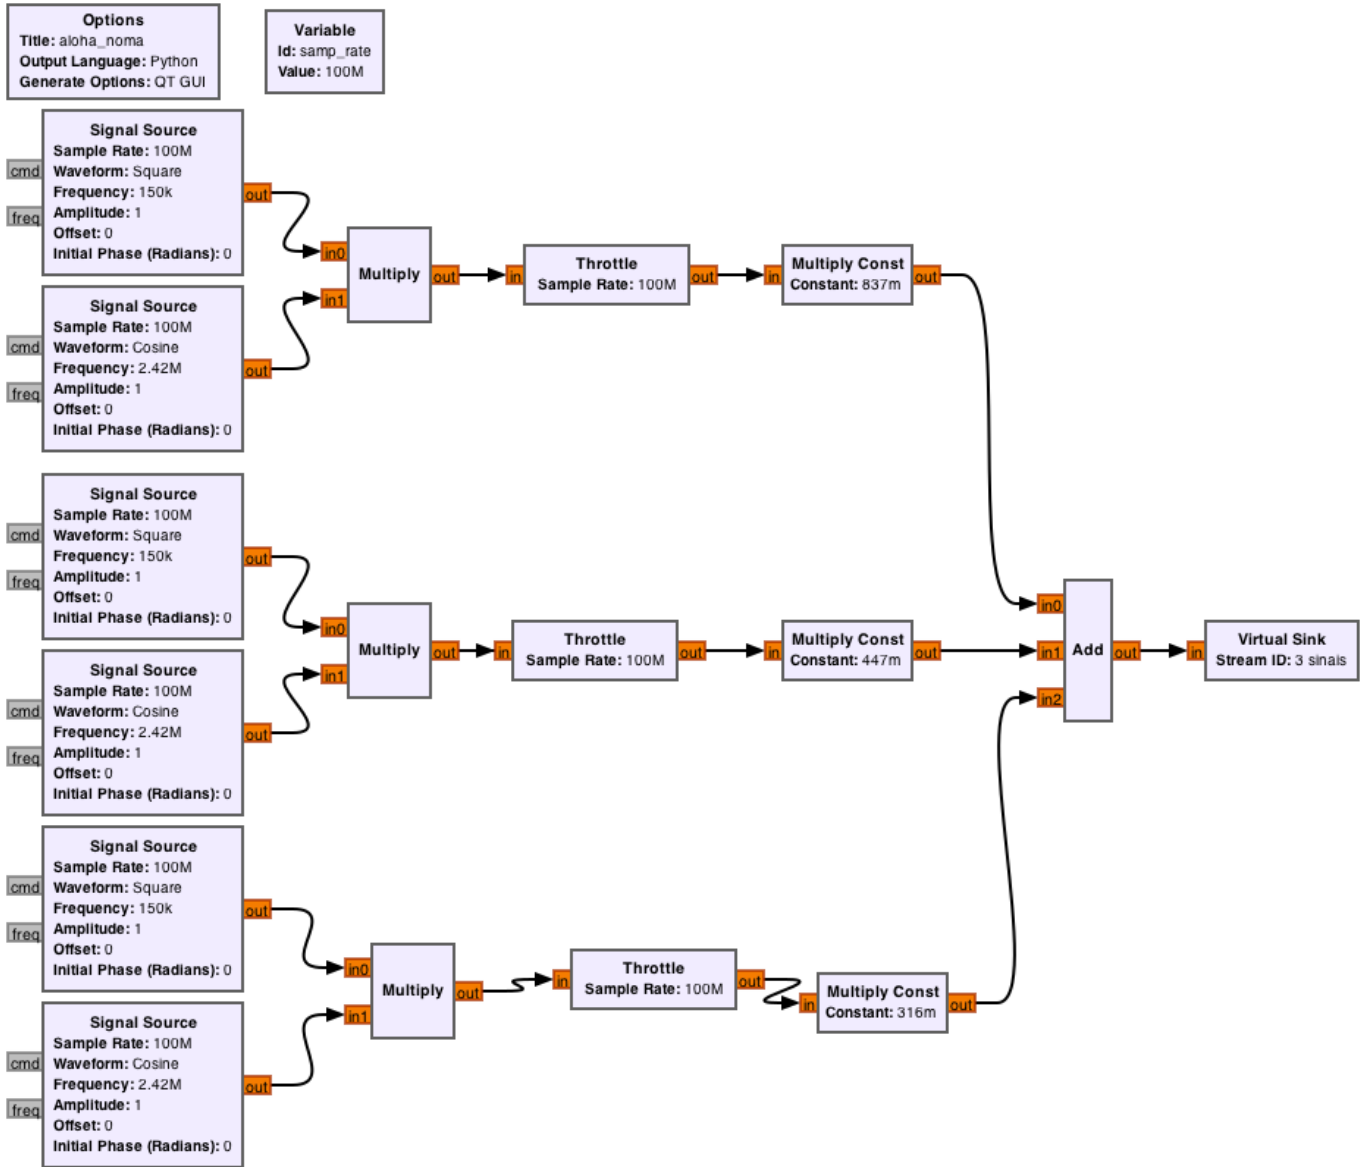 Options
Title: aloha_noma
Output Language: Python
Generate Options: QT GUI
Variable
Id: samp_rate
Value: 100M
Signal Source
Sample Rate: 100M
Waveform: Square
Frequency: 150k
Amplitude: 1
Offset: 0
Initial Phase (Radians): 0
cmd
freq
out
Signal Source
Sample Rate: 100M
Waveform: Cosine
Frequency: 2.42M
Amplitude: 1
Offset: 0
Initial Phase (Radians): 0
cmd
freq
out
in0
in1
Multiply
out
in
Throttle
Sample Rate: 100M
out
in
Multiply Const
Constant: 837m
out
Signal Source
Sample Rate: 100M
Waveform: Square
Frequency: 150k
Amplitude: 1
Offset: 0
Initial Phase (Radians): 0
cmd
freq
out
Signal Source
Sample Rate: 100M
Waveform: Cosine
Frequency: 2.42M
Amplitude: 1
Offset: 0
Initial Phase (Radians): 0
cmd
freq
out
in0
in1
Multiply
out
in
Throttle
Sample Rate: 100M
out
in
Multiply Const
Constant: 447m
out
in0
in1
in2
Add
out
in
Virtual Sink
Stream ID: 3 sinais
Signal Source
Sample Rate: 100M
Waveform: Square
Frequency: 150k
Amplitude: 1
Offset: 0
Initial Phase (Radians): 0
cmd
freq
out
Signal Source
Sample Rate: 100M
Waveform: Cosine
Frequency: 2.42M
Amplitude: 1
Offset: 0
Initial Phase (Radians): 0
cmd
freq
out
in0
in1
Multiply
out
in
Throttle
Sample Rate: 100M
out
in
Multiply Const
Constant: 316m
out